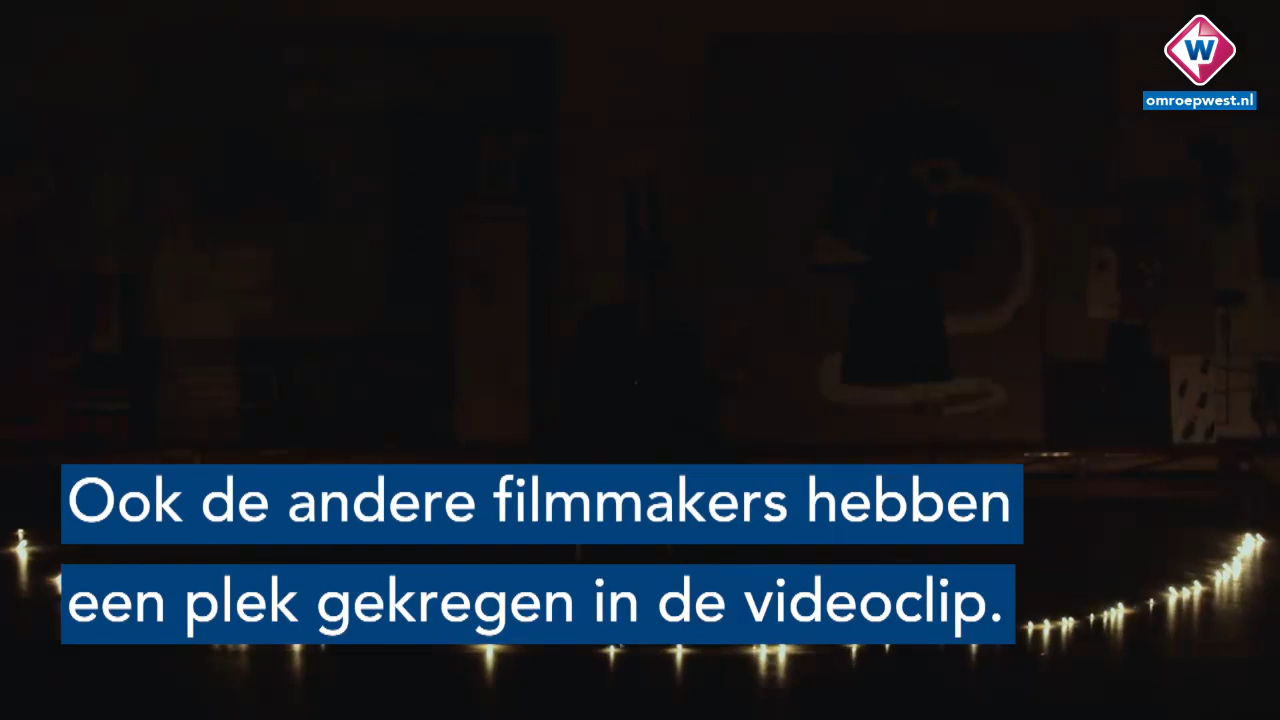 W
omroepwest.nl
Ook de andere filmmakers hebben
een plek gekregen in de videoclip.